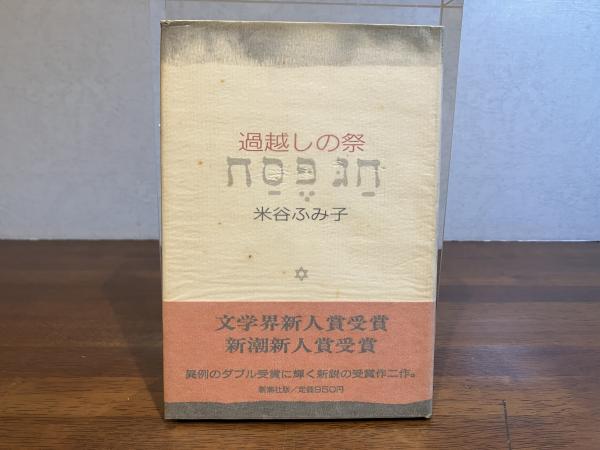 過越しの祭
חַג פֶּסַח
米谷ふみ子
文学界新人賞受賞
新潮新人賞受賞
異例のダブル受賞に輝く新鋭の受賞作二作。
新潮社版/定価950円